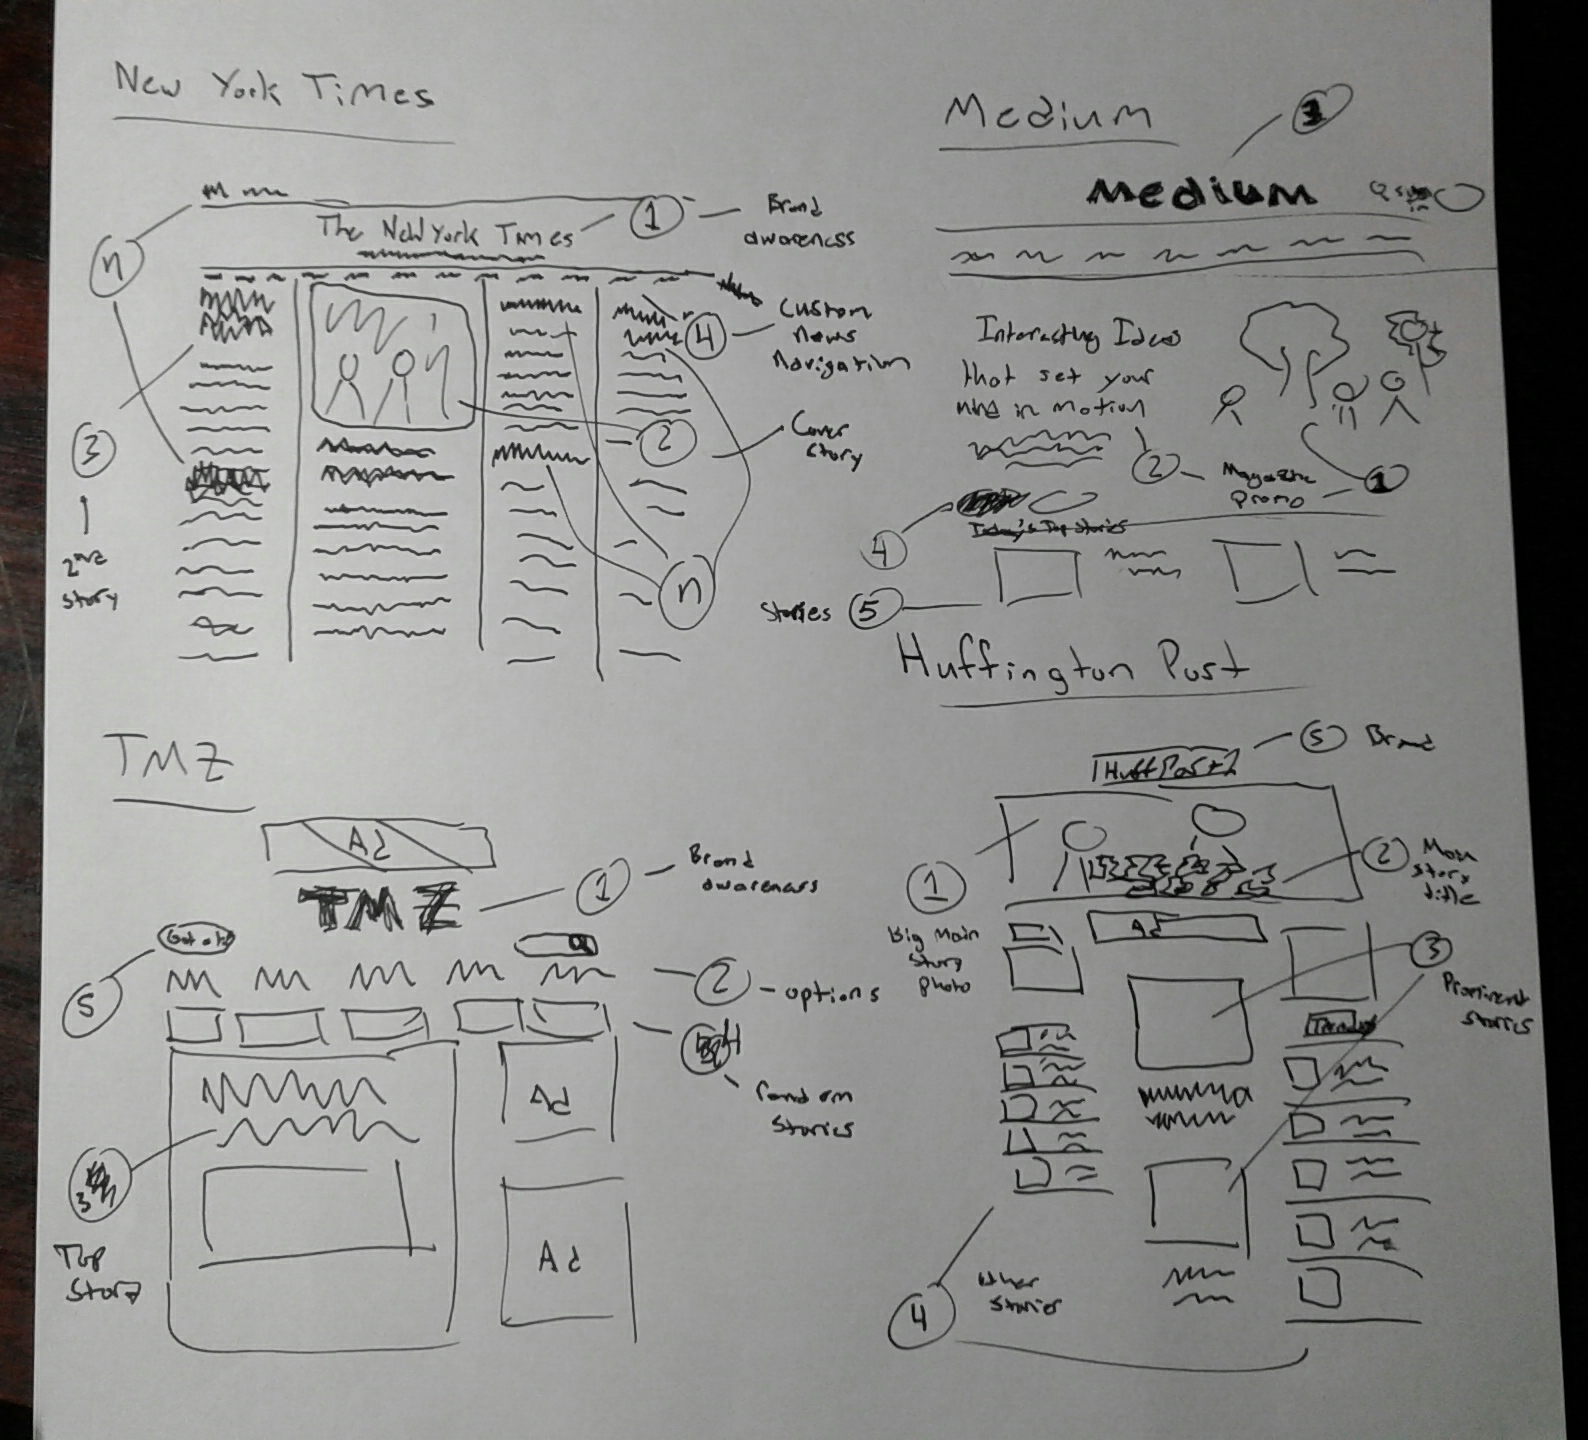 New York Times
The New York Times
1
Brand
awareness
n
4
Custom
news
navigation
2
Cover
story
3
2nd
story
n
Medium
3
Medium
Interesting Ideas
that set your
mind in motion
2
Magazine
promo
1
4
Today's Top Stories
Stories
5
TMZ
Ad
TMZ
1
Brand
awareness
Got a tip
5
2
options
4
random
stories
Ad
3
Top
Story
Ad
Huffington Post
HuffPost
5
Brand
1
Big Main
Story
photo
2
Main
story
title
Ad
3
Prominent
stories
Trending
4
other
stories